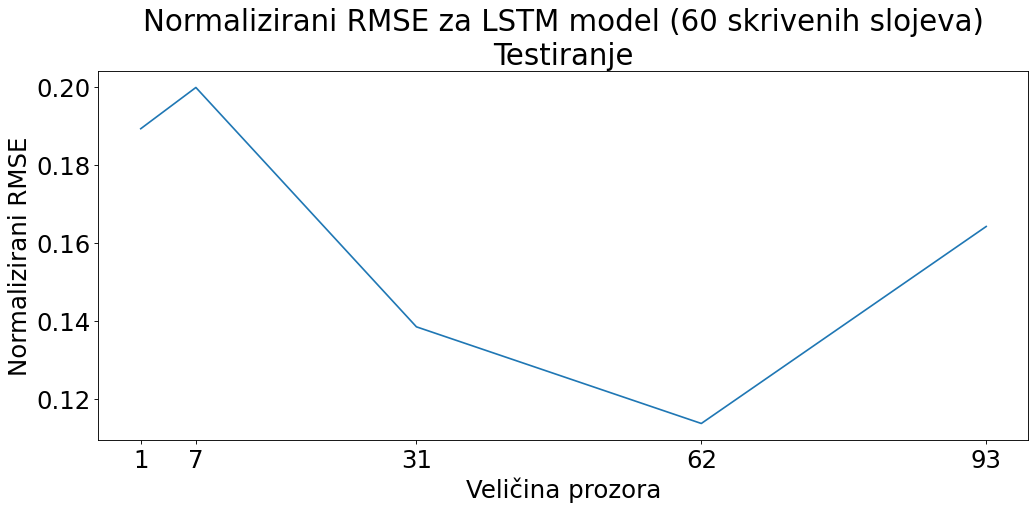 Normalizirani RMSE za LSTM model (60 skrivenih slojeva)
Testiranje
Normalizirani RMSE
0.20
0.18
0.16
0.14
0.12
1 7 31 62 93
Veličina prozora